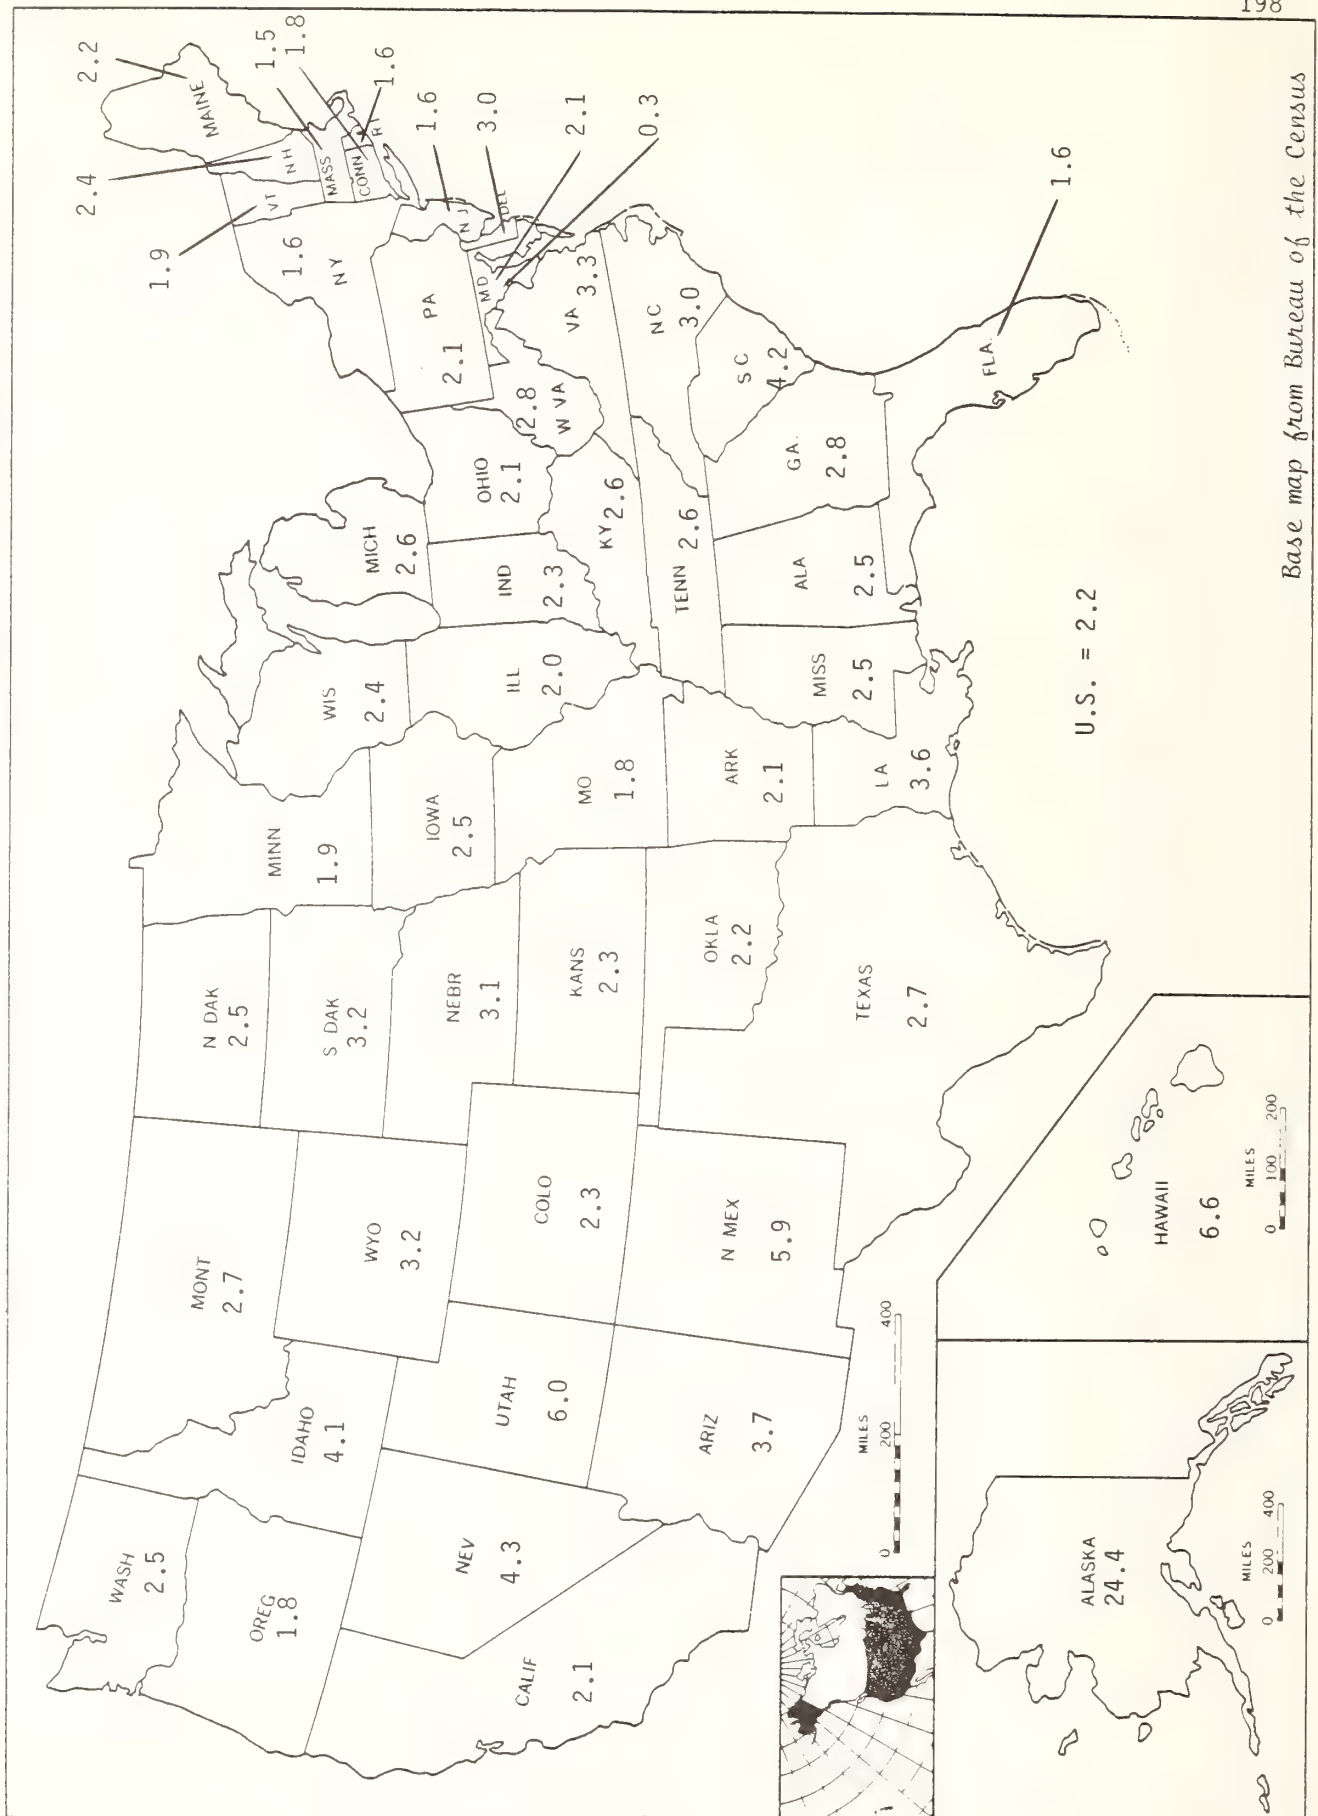 198
WASH
2.5
OREG
1.8
CALIF
2.1
NEV
4.3
IDAHO
4.1
MONT
2.7
WYO
3.2
UTAH
6.0
COLO
2.3
ARIZ
3.7
N MEX
5.9
N DAK
2.5
S DAK
3.2
NEBR
3.1
KANS
2.3
OKLA
2.2
TEXAS
2.7
MINN
1.9
IOWA
2.5
MO
1.8
ARK
2.1
LA
3.6
WIS
2.4
ILL
2.0
MICH
2.6
IND
2.3
OHIO
2.1
KY 2.6
TENN 2.6
MISS
2.5
ALA
2.5
GA.
2.8
FLA.
1.6
S C
4.2
NC
3.0
VA 3.3
2.8
W VA
PA
2.1
1.6
NY
VT
1.9
NH
2.4
MAINE
2.2
MASS
1.5
CONN
1.8
RI
1.6
NJ
1.6
DEL
3.0
MD
2.1
0.3
U.S. = 2.2
MILES
0 200 400
ALASKA
24.4
MILES
0 200 400
HAWAII
6.6
MILES
0 100 200
Base map from Bureau of the Census